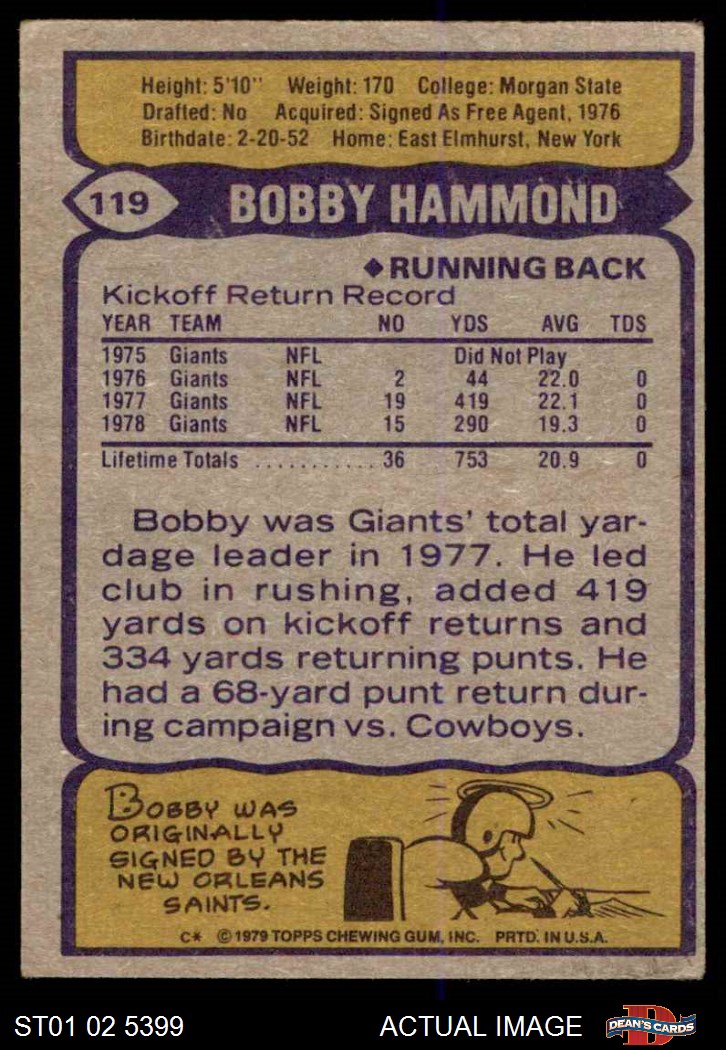 Height: 5'10" Weight: 170 College: Morgan State
Drafted: No Acquired: Signed As Free Agent, 1976
Birthdate: 2-20-52 Home: East Elmhurst, New York
119 BOBBY HAMMOND
◆RUNNING BACK
Kickoff Return Record
YEAR TEAM NO YDS AVG TDS
1975 Giants NFL Did Not Play
1976 Giants NFL 2 44 22.0 0
1977 Giants NFL 19 419 22.1 0
1978 Giants NFL 15 290 19.3 0
Lifetime Totals ........... 36 753 20.9 0
Bobby was Giants' total yar-
dage leader in 1977. He led
club in rushing, added 419
yards on kickoff returns and
334 yards returning punts. He
had a 68-yard punt return dur-
ing campaign vs. Cowboys.
BOBBY WAS
ORIGINALLY
SIGNED BY THE
NEW ORLEANS
SAINTS.
C* © 1979 TOPPS CHEWING GUM, INC. PRTD. IN U.S.A.
ST01 02 5399 ACTUAL IMAGE D DEAN'S CARDS